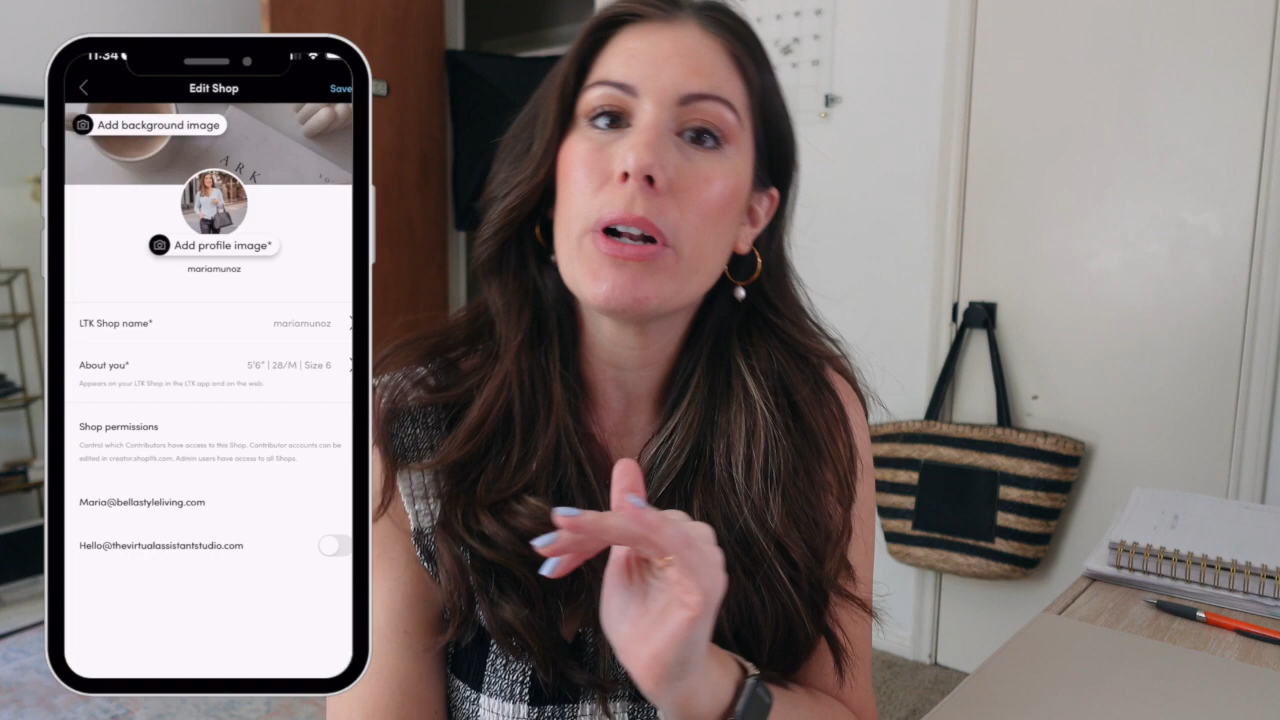 11:34
Edit Shop
Save
Add background image
ARK
Add profile image*
mariamunoz
LTK Shop name*
mariamunoz
About you*
5'6" | 28/M | Size 6
Appears on your LTK Shop in the LTK app and on the web.
Shop permissions
Control which Contributors have access to this Shop. Contributor accounts can be
edited in creator.shopltk.com. Admin users have access to all Shops.
Maria@bellastyleliving.com
Hello@thevirtualassistantstudio.com